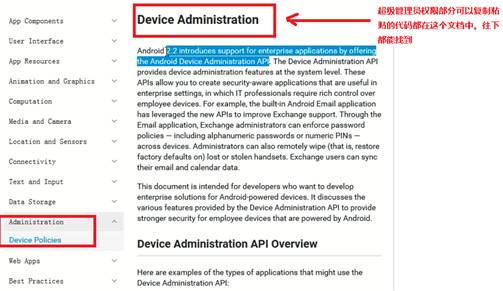 App Components
User Interface
App Resources
Animation and Graphics
Computation
Media and Camera
Location and Sensors
Connectivity
Text and Input
Data Storage
Administration
Device Policies
Web Apps
Best Practices
Device Administration
Android 2.2 introduces support for enterprise applications by offering
the Android Device Administration API. The Device Administration API
provides device administration features at the system level. These
APIs allow you to create security-aware applications that are useful in
enterprise settings, in which IT professionals require rich control over
employee devices. For example, the built-in Android Email application
has leveraged the new APIs to improve Exchange support. Through the
Email application, Exchange administrators can enforce password
policies — including alphanumeric passwords or numeric PINs —
across devices. Administrators can also remotely wipe (that is, restore
factory defaults on) lost or stolen handsets. Exchange users can sync
their email and calendar data.
This document is intended for developers who want to develop
enterprise solutions for Android-powered devices. It discusses the
various features provided by the Device Administration API to provide
stronger security for employee devices that are powered by Android.
Device Administration API Overview
Here are examples of the types of applications that might use the
Device Administration API:
超级管理员权限部分可以复制粘
贴的代码都在这个文档中。往下
都能找到